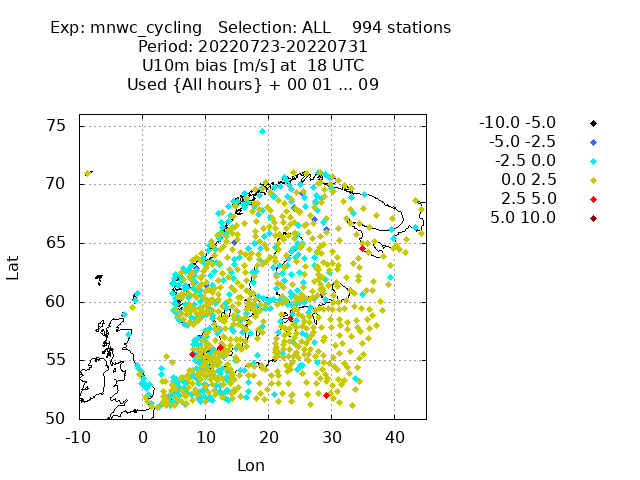 Exp: mnwc_cycling   Selection: ALL    994 stations
Period: 20220723-20220731
U10m bias [m/s] at  18 UTC
Used {All hours} + 00 01 ... 09
-10.0 -5.0
-5.0 -2.5
-2.5 0.0
0.0 2.5
2.5 5.0
5.0 10.0
75
70
65
60
55
50
Lat
-10 0 10 20 30 40
Lon